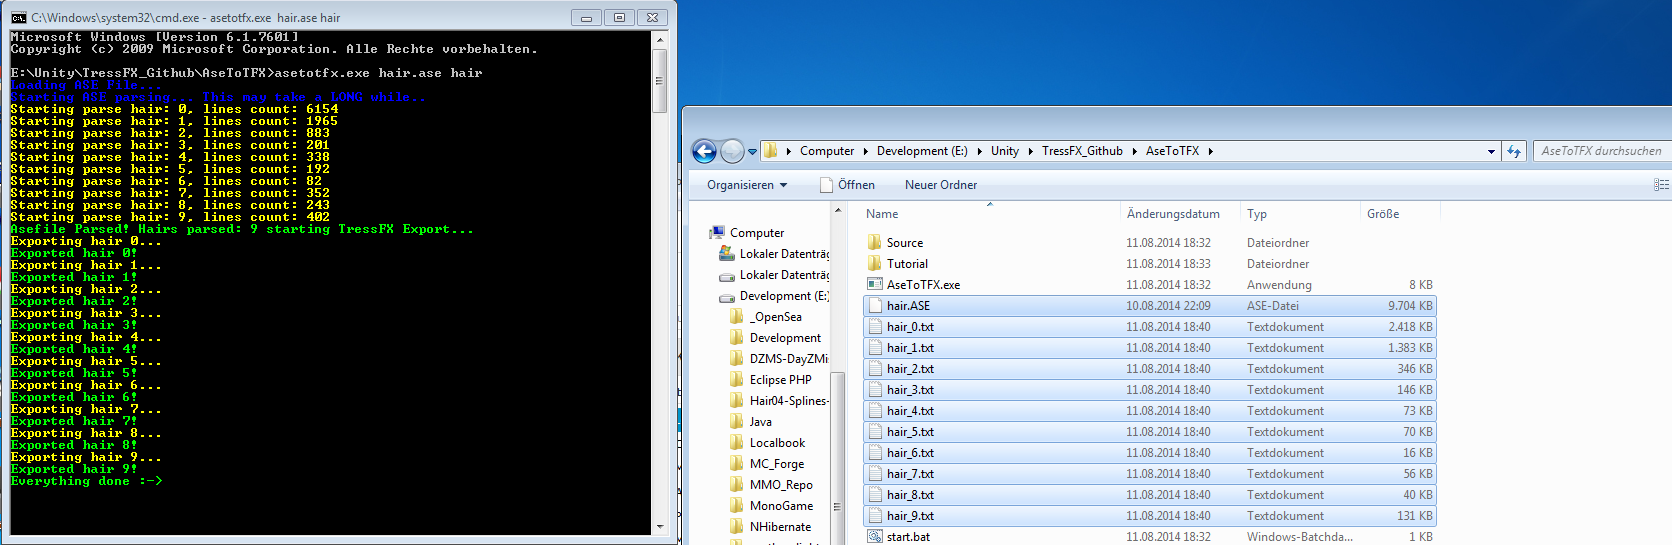 C:\Windows\system32\cmd.exe - asetotfx.exe  hair.ase hair
Microsoft Windows [Version 6.1.7601]
Copyright (c) 2009 Microsoft Corporation. Alle Rechte vorbehalten.
E:\Unity\TressFX_Github\AseToTFX>asetotfx.exe hair.ase hair
Loading ASE File...
Starting ASE parsing... This may take a LONG while..
Starting parse hair: 0, lines count: 6154
Starting parse hair: 1, lines count: 1965
Starting parse hair: 2, lines count: 883
Starting parse hair: 3, lines count: 201
Starting parse hair: 4, lines count: 338
Starting parse hair: 5, lines count: 192
Starting parse hair: 6, lines count: 82
Starting parse hair: 7, lines count: 352
Starting parse hair: 8, lines count: 243
Starting parse hair: 9, lines count: 402
Asefile Parsed! Hairs parsed: 9 starting TressFX Export...
Exporting hair 0...
Exported hair 0!
Exporting hair 1...
Exported hair 1!
Exporting hair 2...
Exported hair 2!
Exporting hair 3...
Exported hair 3!
Exporting hair 4...
Exported hair 4!
Exporting hair 5...
Exported hair 5!
Exporting hair 6...
Exported hair 6!
Exporting hair 7...
Exported hair 7!
Exporting hair 8...
Exported hair 8!
Exporting hair 9...
Exported hair 9!
Everything done :->
Computer Development (E:) Unity TressFX_Github AseToTFX
AseToTFX durchsuchen
Organisieren Öffnen Neuer Ordner
Computer
Lokaler Datenträ
Lokaler Datenträ
Development (E:
_OpenSea
Development
DZMS-DayZMi
Eclipse PHP
Hair04-Splines-
Java
Localbook
MC_Forge
MMO_Repo
MonoGame
NHibernate
Name Änderungsdatum Typ Größe
Source 11.08.2014 18:32 Dateiordner
Tutorial 11.08.2014 18:33 Dateiordner
AseToTFX.exe 11.08.2014 18:32 Anwendung 8 KB
hair.ASE 10.08.2014 22:09 ASE-Datei 9.704 KB
hair_0.txt 11.08.2014 18:40 Textdokument 2.418 KB
hair_1.txt 11.08.2014 18:40 Textdokument 1.383 KB
hair_2.txt 11.08.2014 18:40 Textdokument 346 KB
hair_3.txt 11.08.2014 18:40 Textdokument 146 KB
hair_4.txt 11.08.2014 18:40 Textdokument 73 KB
hair_5.txt 11.08.2014 18:40 Textdokument 70 KB
hair_6.txt 11.08.2014 18:40 Textdokument 16 KB
hair_7.txt 11.08.2014 18:40 Textdokument 56 KB
hair_8.txt 11.08.2014 18:40 Textdokument 40 KB
hair_9.txt 11.08.2014 18:40 Textdokument 131 KB
start.bat 11.08.2014 18:32 Windows-Batchda... 1 KB